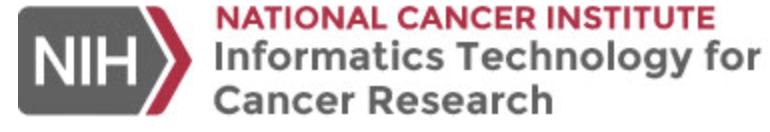 NIH
NATIONAL CANCER INSTITUTE
Informatics Technology for
Cancer Research